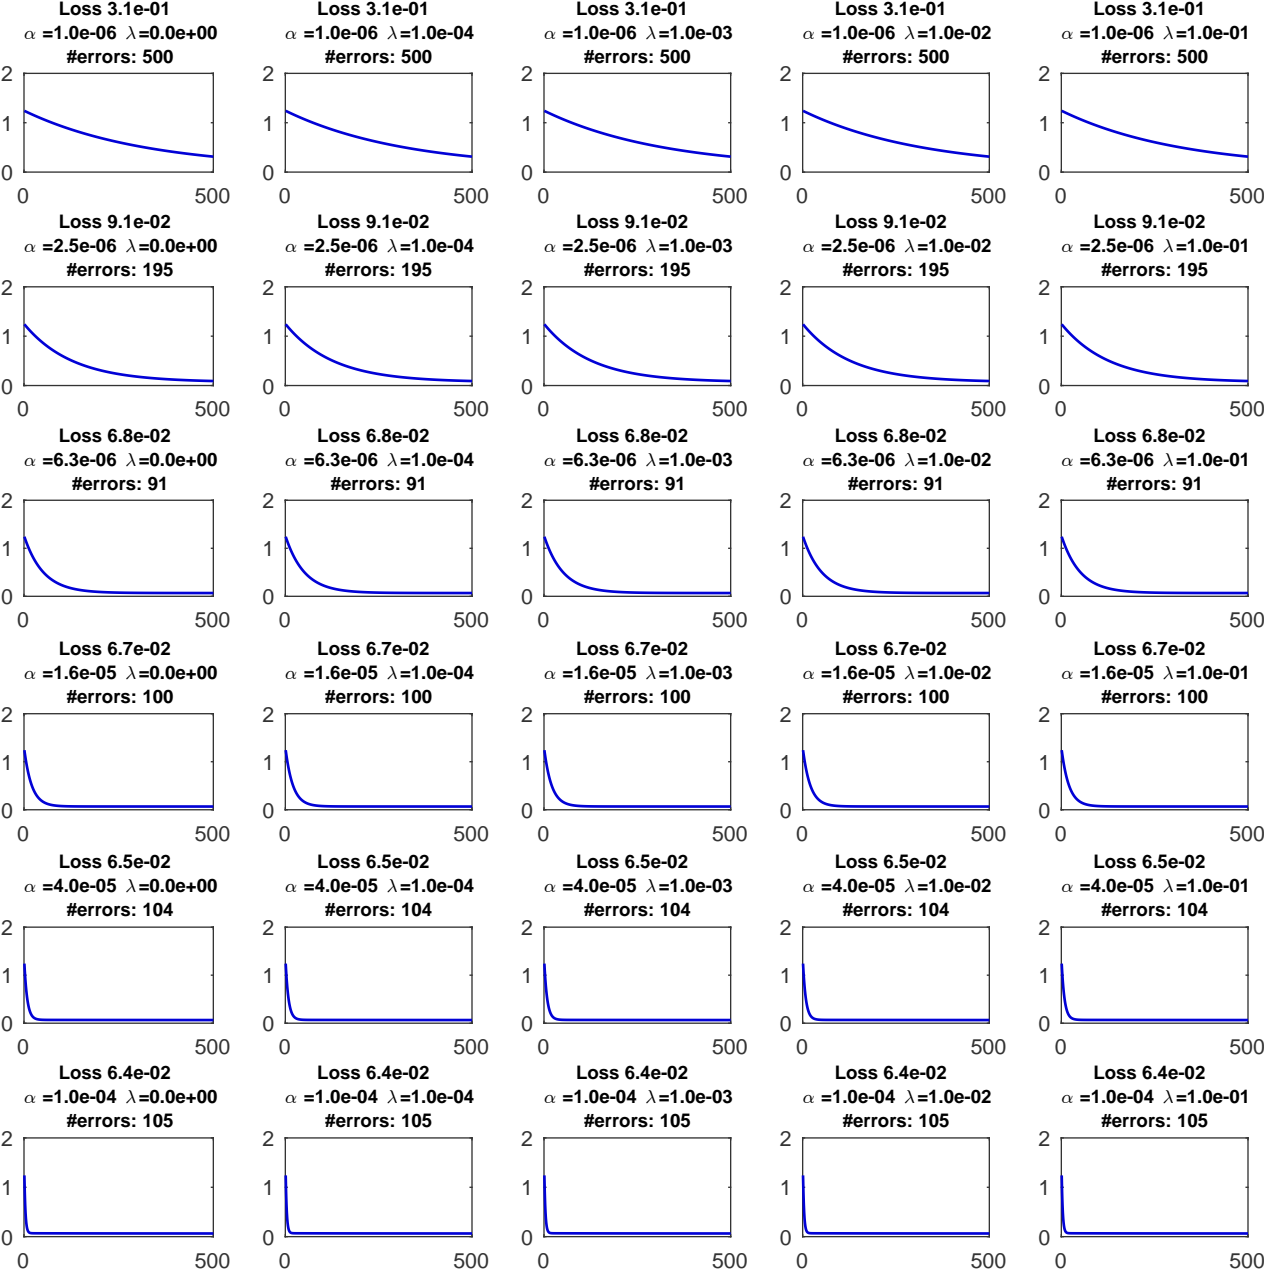 Loss 3.1e-01 Loss 3.1e-01 Loss 3.1e-01 Loss 3.1e-01 Loss 3.1e-01
α =1.0e-06 λ=0.0e+00 α =1.0e-06 λ=1.0e-04 α =1.0e-06 λ=1.0e-03 α =1.0e-06 λ=1.0e-02 α =1.0e-06 λ=1.0e-01
#errors: 500 #errors: 500 #errors: 500 #errors: 500 #errors: 500
2 2 2 2 2
1 1 1 1 1
0 0 0 0 0
0 500 0 500 0 500 0 500 0 500
Loss 9.1e-02 Loss 9.1e-02 Loss 9.1e-02 Loss 9.1e-02 Loss 9.1e-02
α =2.5e-06 λ=0.0e+00 α =2.5e-06 λ=1.0e-04 α =2.5e-06 λ=1.0e-03 α =2.5e-06 λ=1.0e-02 α =2.5e-06 λ=1.0e-01
#errors: 195 #errors: 195 #errors: 195 #errors: 195 #errors: 195
2 2 2 2 2
1 1 1 1 1
0 0 0 0 0
0 500 0 500 0 500 0 500 0 500
Loss 6.8e-02 Loss 6.8e-02 Loss 6.8e-02 Loss 6.8e-02 Loss 6.8e-02
α =6.3e-06 λ=0.0e+00 α =6.3e-06 λ=1.0e-04 α =6.3e-06 λ=1.0e-03 α =6.3e-06 λ=1.0e-02 α =6.3e-06 λ=1.0e-01
#errors: 91 #errors: 91 #errors: 91 #errors: 91 #errors: 91
2 2 2 2 2
1 1 1 1 1
0 0 0 0 0
0 500 0 500 0 500 0 500 0 500
Loss 6.7e-02 Loss 6.7e-02 Loss 6.7e-02 Loss 6.7e-02 Loss 6.7e-02
α =1.6e-05 λ=0.0e+00 α =1.6e-05 λ=1.0e-04 α =1.6e-05 λ=1.0e-03 α =1.6e-05 λ=1.0e-02 α =1.6e-05 λ=1.0e-01
#errors: 100 #errors: 100 #errors: 100 #errors: 100 #errors: 100
2 2 2 2 2
1 1 1 1 1
0 0 0 0 0
0 500 0 500 0 500 0 500 0 500
Loss 6.5e-02 Loss 6.5e-02 Loss 6.5e-02 Loss 6.5e-02 Loss 6.5e-02
α =4.0e-05 λ=0.0e+00 α =4.0e-05 λ=1.0e-04 α =4.0e-05 λ=1.0e-03 α =4.0e-05 λ=1.0e-02 α =4.0e-05 λ=1.0e-01
#errors: 104 #errors: 104 #errors: 104 #errors: 104 #errors: 104
2 2 2 2 2
1 1 1 1 1
0 0 0 0 0
0 500 0 500 0 500 0 500 0 500
Loss 6.4e-02 Loss 6.4e-02 Loss 6.4e-02 Loss 6.4e-02 Loss 6.4e-02
α =1.0e-04 λ=0.0e+00 α =1.0e-04 λ=1.0e-04 α =1.0e-04 λ=1.0e-03 α =1.0e-04 λ=1.0e-02 α =1.0e-04 λ=1.0e-01
#errors: 105 #errors: 105 #errors: 105 #errors: 105 #errors: 105
2 2 2 2 2
1 1 1 1 1
0 0 0 0 0
0 500 0 500 0 500 0 500 0 500